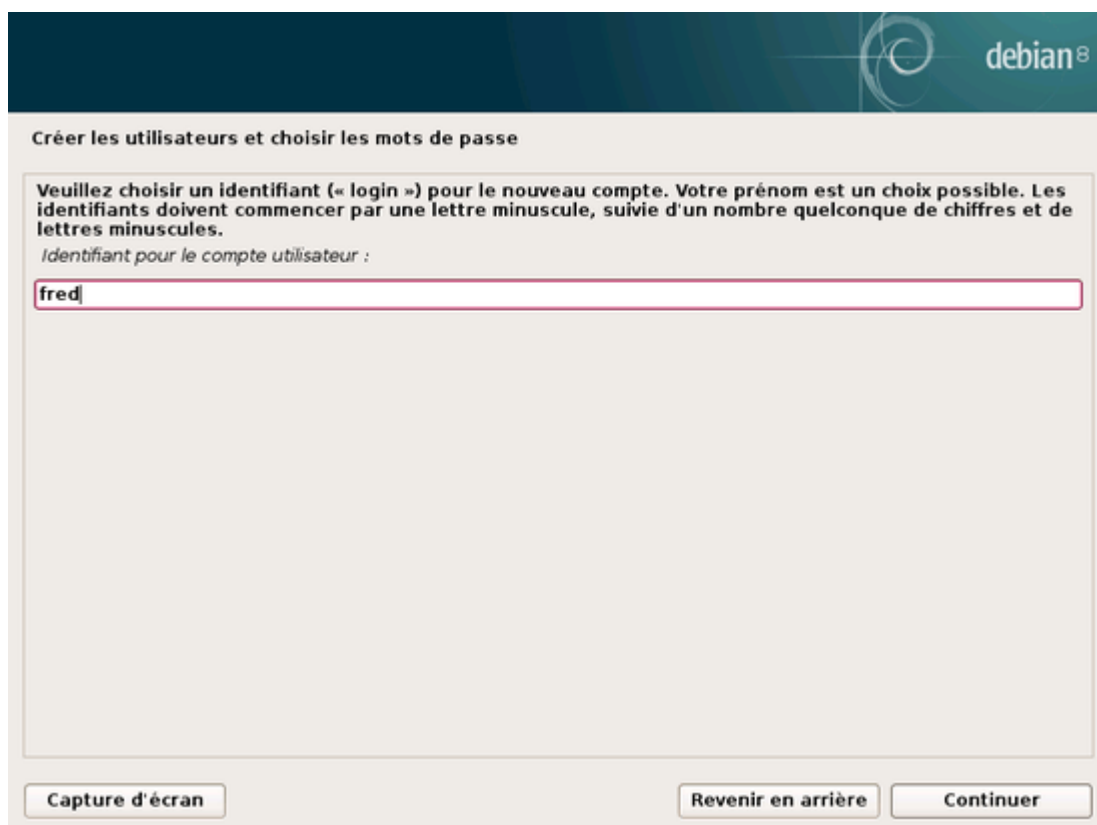 debian 8
Créer les utilisateurs et choisir les mots de passe
Veuillez choisir un identifiant (« login ») pour le nouveau compte. Votre prénom est un choix possible. Les
identifiants doivent commencer par une lettre minuscule, suivie d'un nombre quelconque de chiffres et de
lettres minuscules.
Identifiant pour le compte utilisateur :
fred
Capture d'écran
Revenir en arrière
Continuer